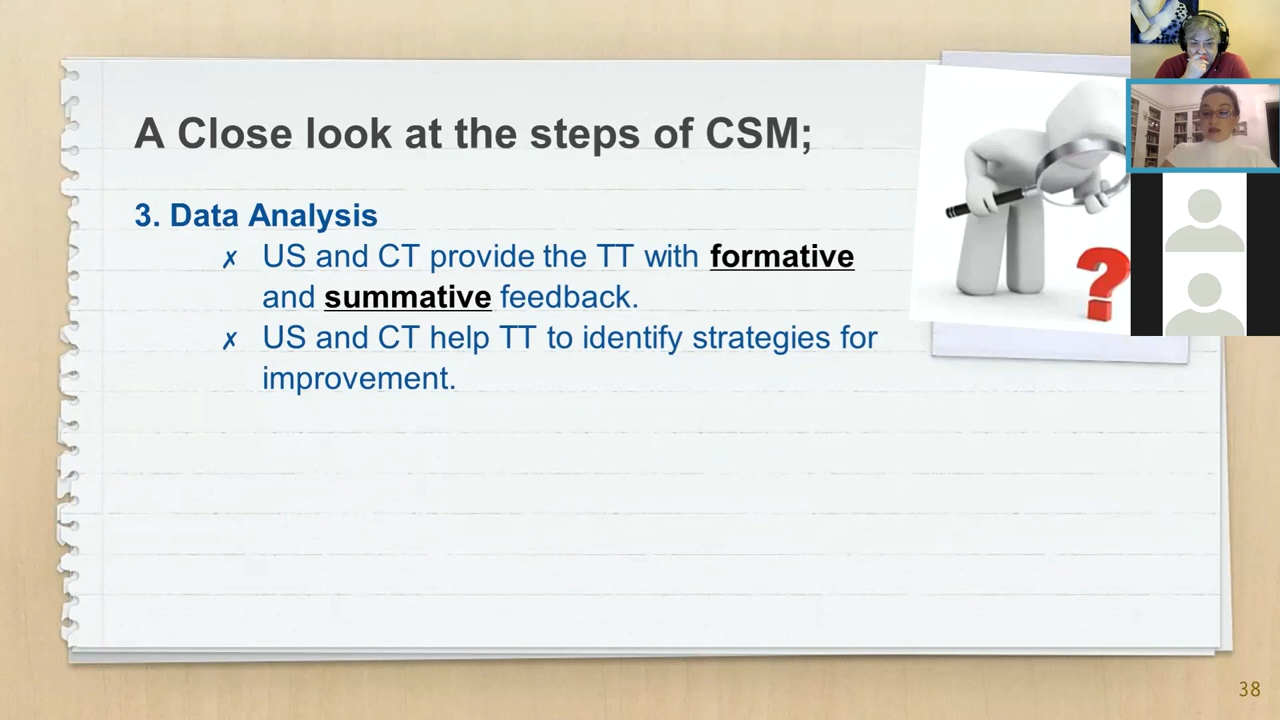 A Close look at the steps of CSM;
3. Data Analysis
✗ US and CT provide the TT with formative
and summative feedback.
✗ US and CT help TT to identify strategies for
improvement.
?
38